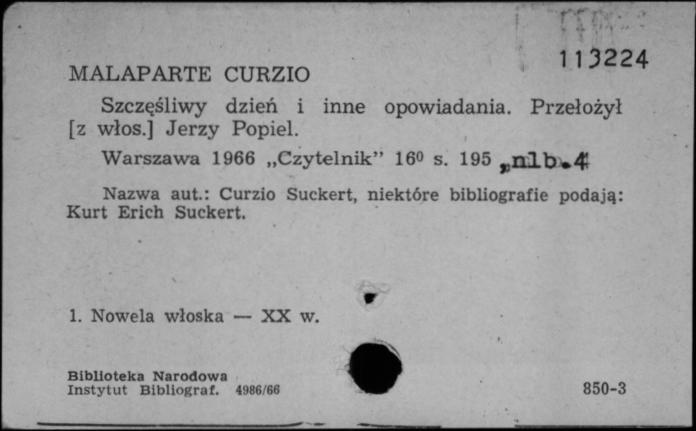 113224
MALAPARTE CURZIO
Szczęśliwy dzień i inne opowiadania. Przełożył
[z włos.] Jerzy Popiel.
Warszawa 1966 „Czytelnik” 16⁰ s. 195 „nlb.4
Nazwa aut.: Curzio Suckert, niektóre bibliografie podają:
Kurt Erich Suckert.
1. Nowela włoska — XX w.
Biblioteka Narodowa
Instytut Bibliograf. 4986/66
850-3